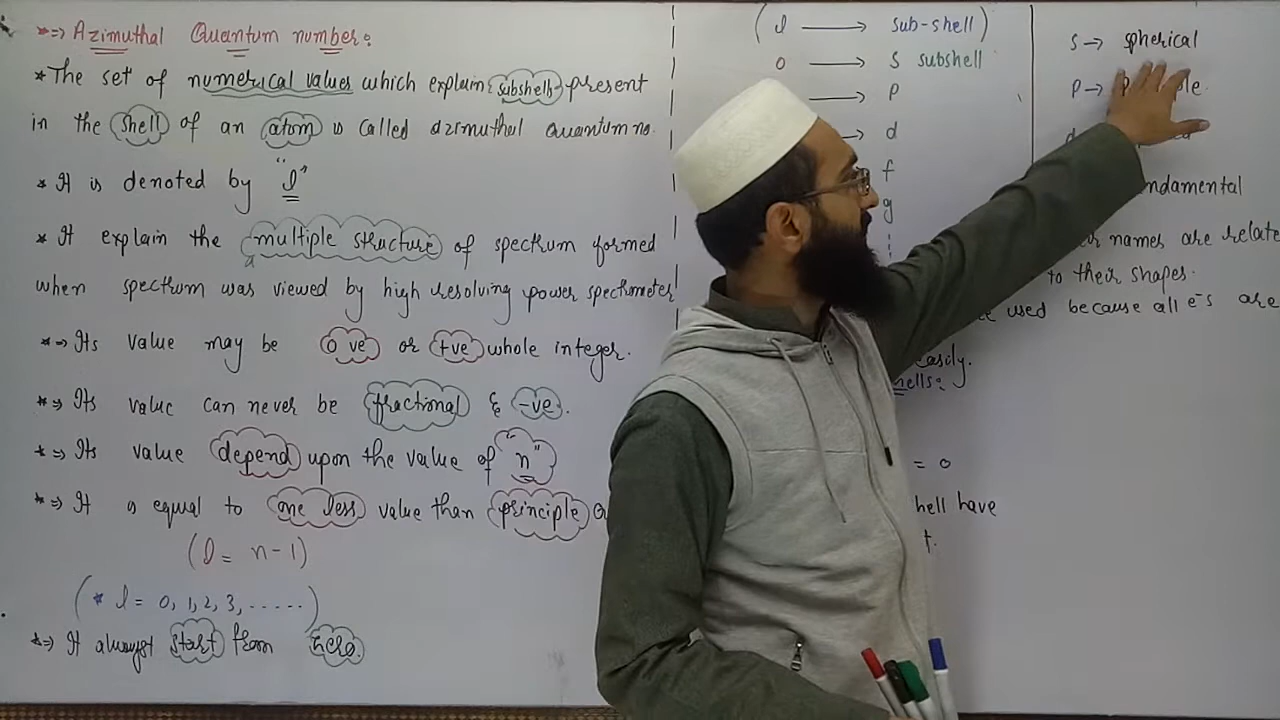 *=> Azimuthal Quantum number:
*The set of numerical values which explain subshells present
in the shell of an atom is called azimuthal Quantum no.
* It is denoted by "l"
* It explain the multiple structure of spectrum formed
when spectrum was viewed by high resolving power spectrometer
*=> Its value may be 0 ve or +ve whole integer.
*=> Its value can never be fractional & -ve.
*=> Its value depend upon the value of "n"
*=> It is equal to one less value than principle
(l = n-1)
(* l = 0, 1, 2, 3, .....)
*=> It always start from zero.
(l → sub-shell)
0 → S subshell
→ P
→ d
f
g
s → spherical
P →
ndamental
names are relate
to their shapes.
used because all e⁻s are
easily.
hells:
= 0
hell have
t.